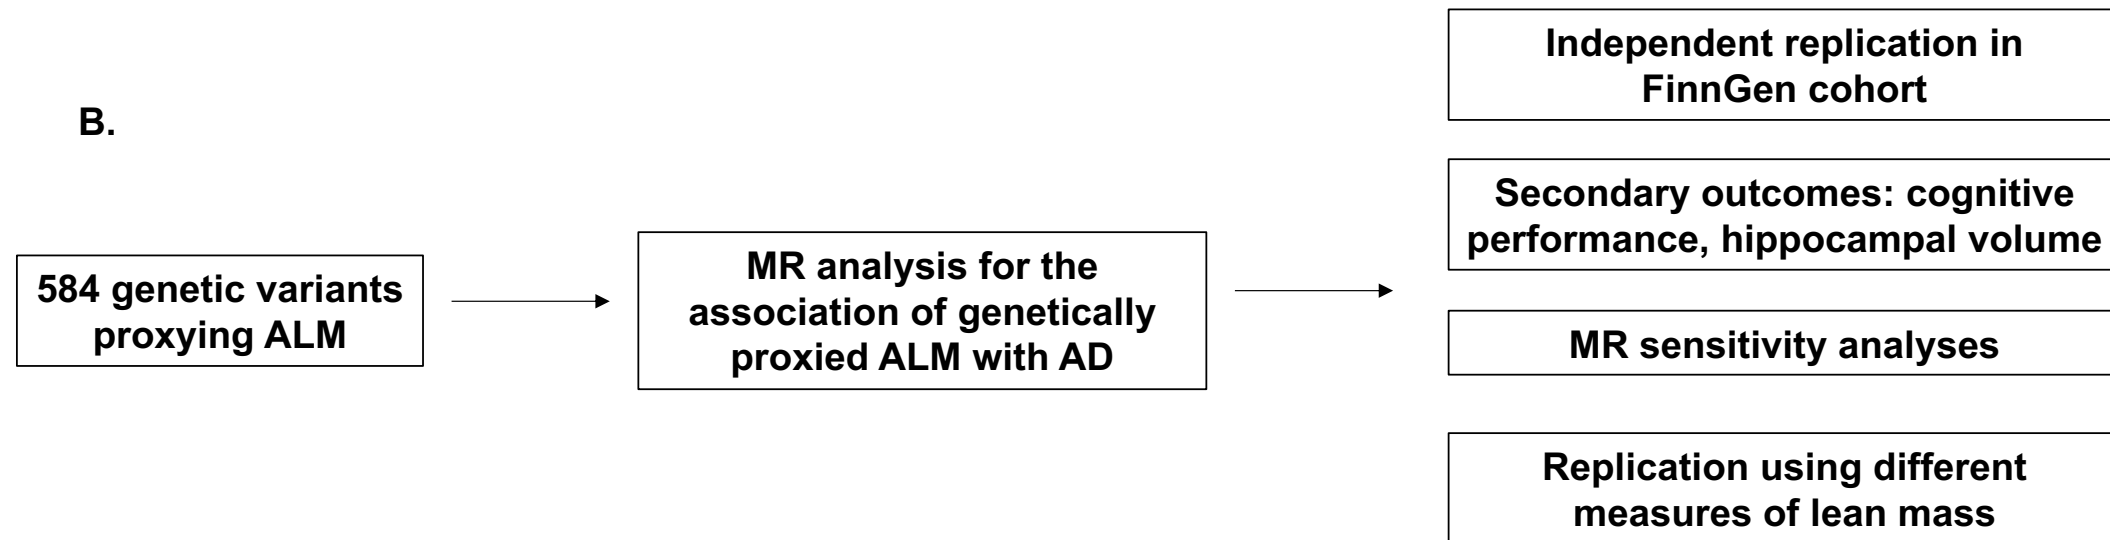 B.
584 genetic variants
proxying ALM
MR analysis for the
association of genetically
proxied ALM with AD
Independent replication in
FinnGen cohort
Secondary outcomes: cognitive
performance, hippocampal volume
MR sensitivity analyses
Replication using different
measures of lean mass